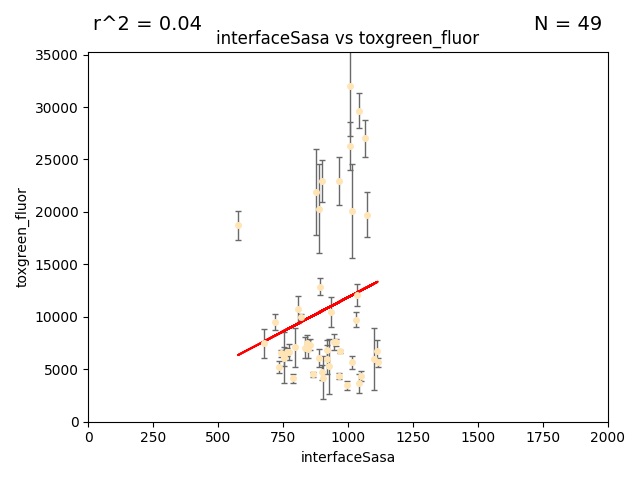 r^2 = 0.04
N = 49
interfaceSasa vs toxgreen_fluor
35000
30000
25000
20000
15000
10000
5000
0
toxgreen_fluor
0 250 500 750 1000 1250 1500 1750 2000
interfaceSasa